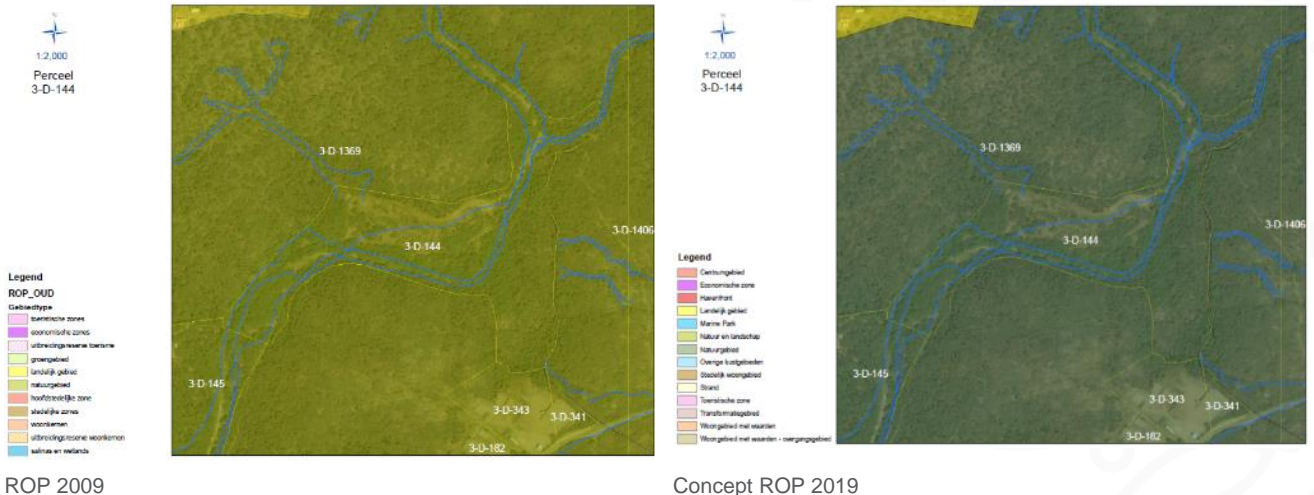 1:2,000
Perceel
3-D-144
3-D-1369
3-D-1406
3-D-144
3-D-145
3-D-343
3-D-341
3-D-182
Legend
ROP_OUD
Gebiedtype
toeristische zones
economische zones
uitbreidingsreserve toerisme
groengebied
landelijk gebied
natuurgebied
hoofdstedelijke zone
stedelijke zones
woonkernen
uitbreidingsreserve woonkernen
salinas en wetlands
ROP 2009
1:2,000
Perceel
3-D-144
3-D-1369
3-D-1406
3-D-144
3-D-145
3-D-343
3-D-341
3-D-182
Legend
Centrumgebied
Economische zone
Havenfront
Landelijk gebied
Marine Park
Natuur en landschap
Natuurgebied
Overige kustgebieden
Stedelijk woongebied
Strand
Toeristische zone
Transformatiegebied
Woongebied met waarden
Woongebied met waarden - overgangsgebied
Concept ROP 2019